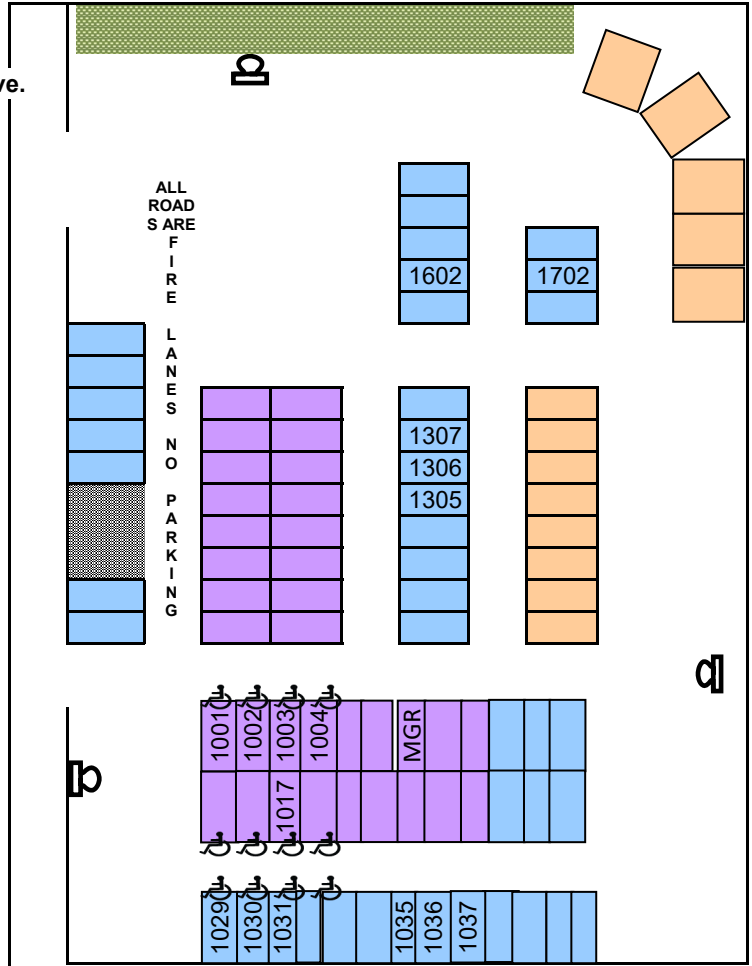 ve.
ALL
ROAD
S ARE
F
I
R
E
L
A
N
E
S
N
O
P
A
R
K
I
N
G
1602
1702
1307
1306
1305
1001
1002
1003
1004
MGR
1017
1029
1030
1031
1035
1036
1037